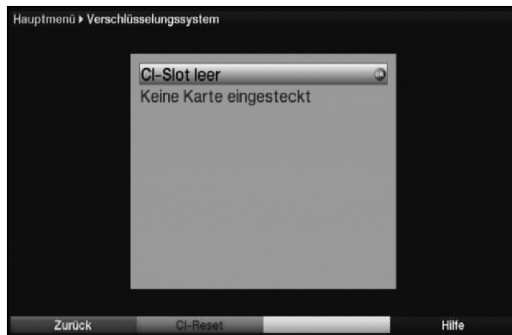 Hauptmenü ▸ Verschlüsselungssystem
CI-Slot leer
Keine Karte eingesteckt
Zurück CI-Reset Hilfe